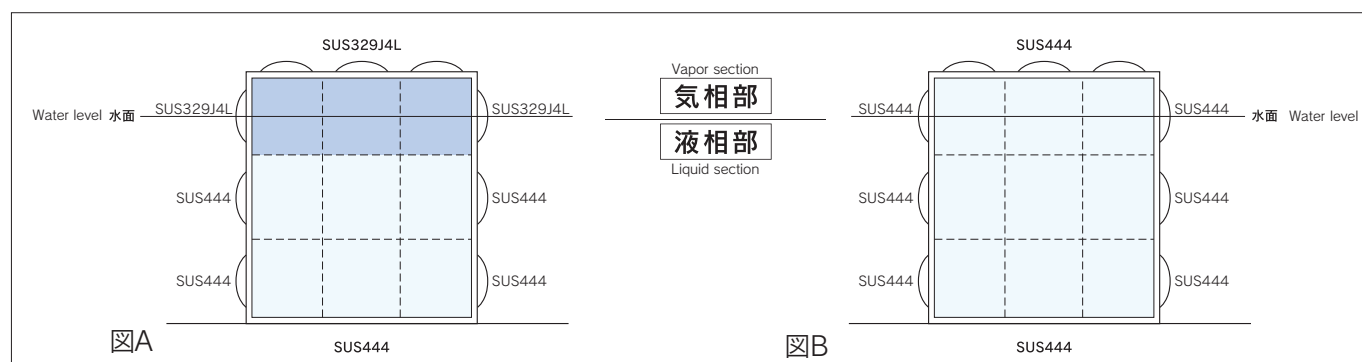 SUS329J4L
Water level 水面
SUS329J4L
SUS329J4L
SUS444
SUS444
SUS444
SUS444
図A
SUS444
Vapor section
気相部
液相部
Liquid section
SUS444
SUS444
SUS444
水面 Water level
SUS444
SUS444
SUS444
SUS444
図B
SUS444